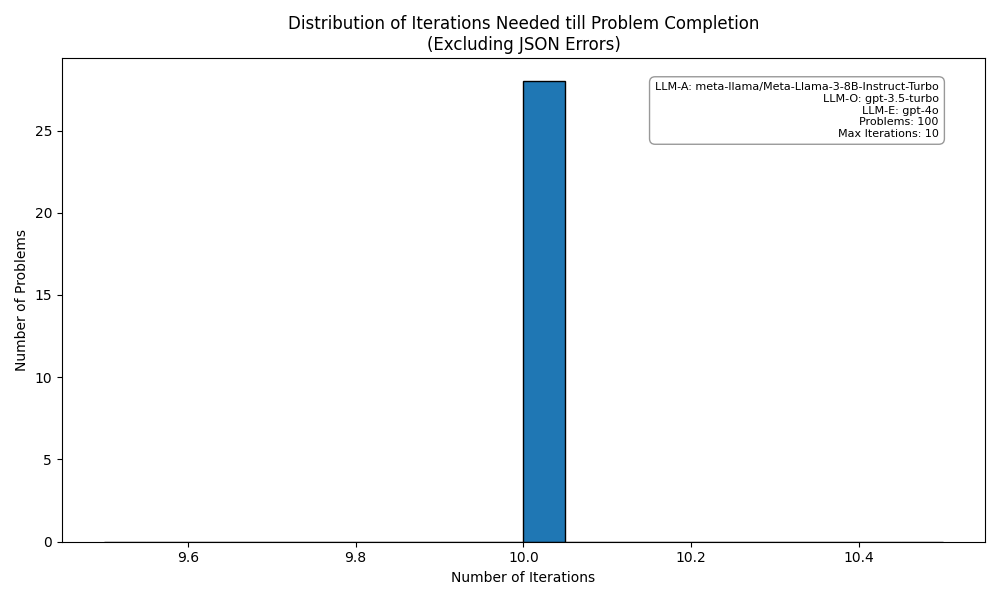 Distribution of Iterations Needed till Problem Completion
(Excluding JSON Errors)
LLM-A: meta-llama/Meta-Llama-3-8B-Instruct-Turbo
LLM-O: gpt-3.5-turbo
LLM-E: gpt-4o
Problems: 100
Max Iterations: 10
Number of Problems
25
20
15
10
5
0
9.6
9.8
10.0
10.2
10.4
Number of Iterations